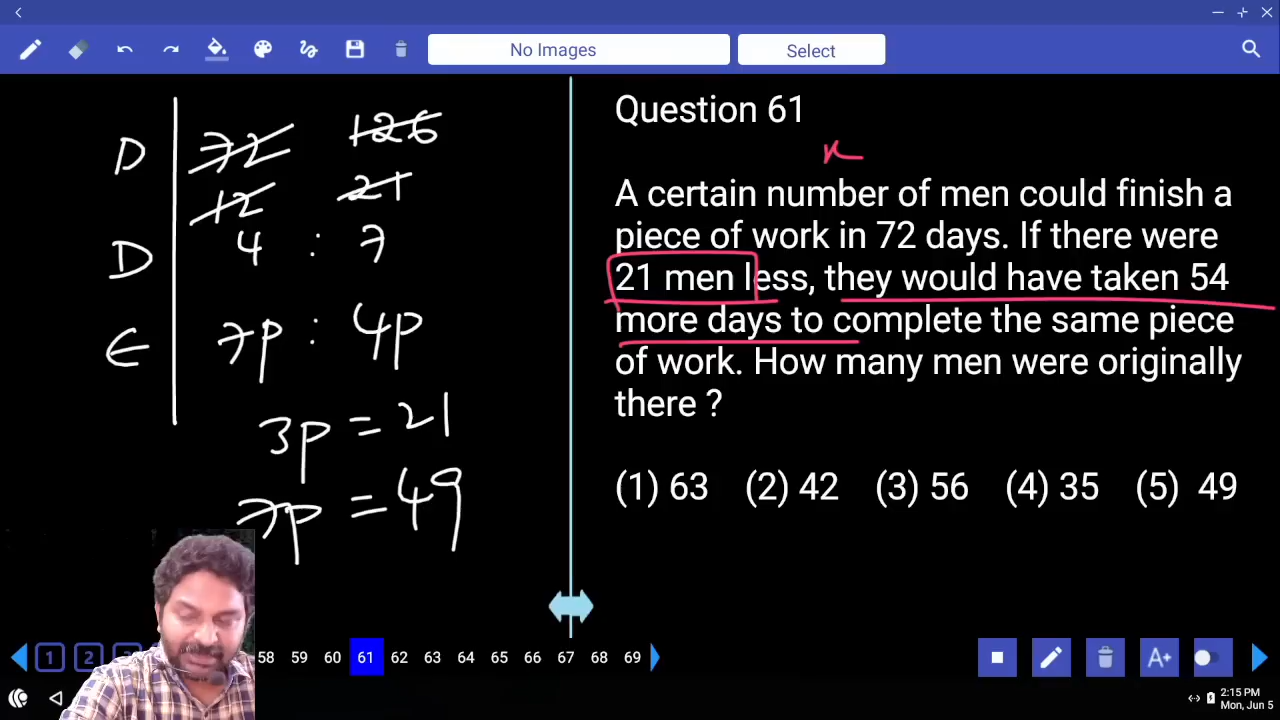 No Images
Select
D 72 126
12 21
D 4 : 7
E 7p : 4p
3p = 21
7p = 49
Question 61
x
A certain number of men could finish a
piece of work in 72 days. If there were
21 men less, they would have taken 54
more days to complete the same piece
of work. How many men were originally
there ?
(1) 63 (2) 42 (3) 56 (4) 35 (5) 49
1 2 58 59 60 61 62 63 64 65 66 67 68 69
A+
2:15 PM
Mon, Jun 5